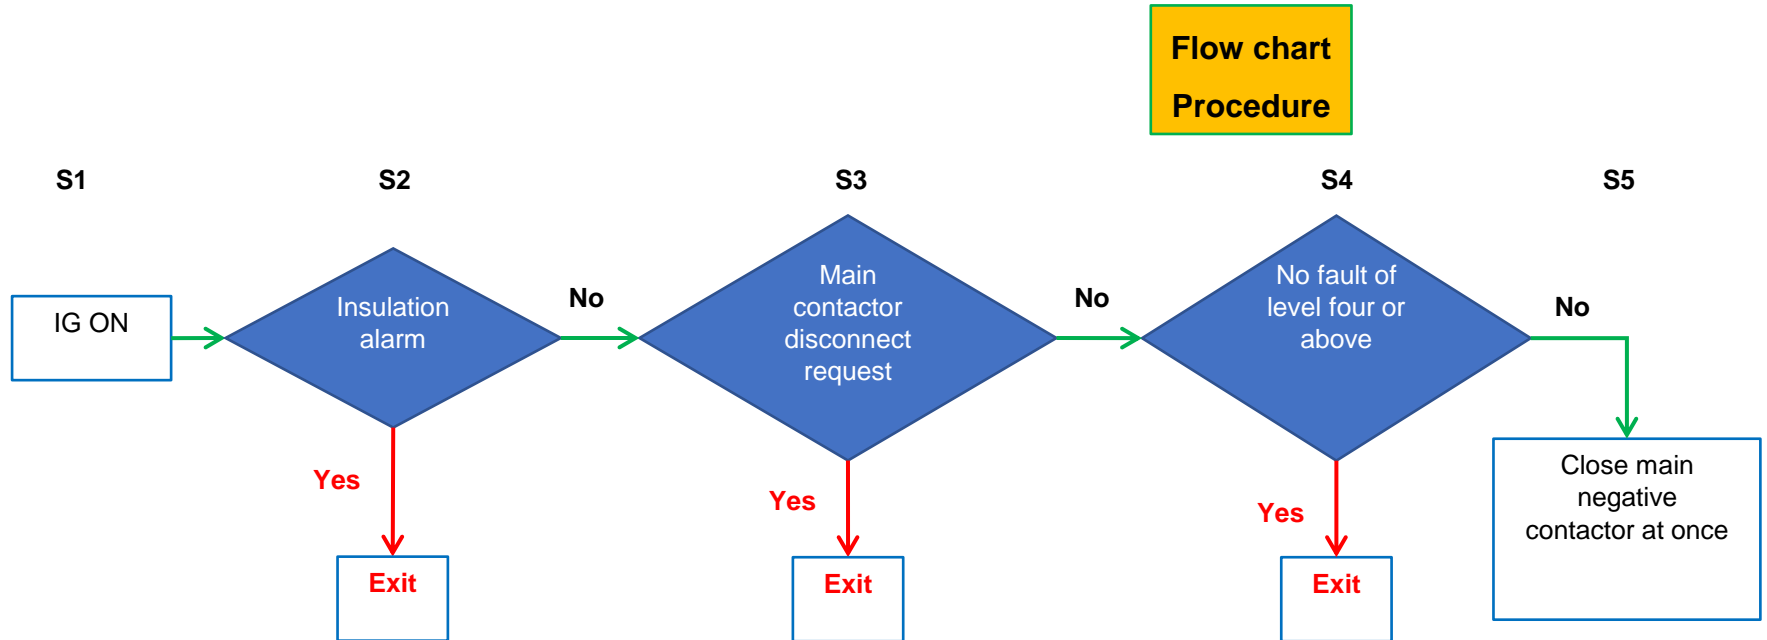 Flow chart
Procedure
S1
S2
S3
S4
S5
IG ON
Insulation
alarm
No
Main
contactor
disconnect
request
No
No fault of
level four or
above
No
Yes
Yes
Yes
Close main
negative
contactor at once
Exit
Exit
Exit